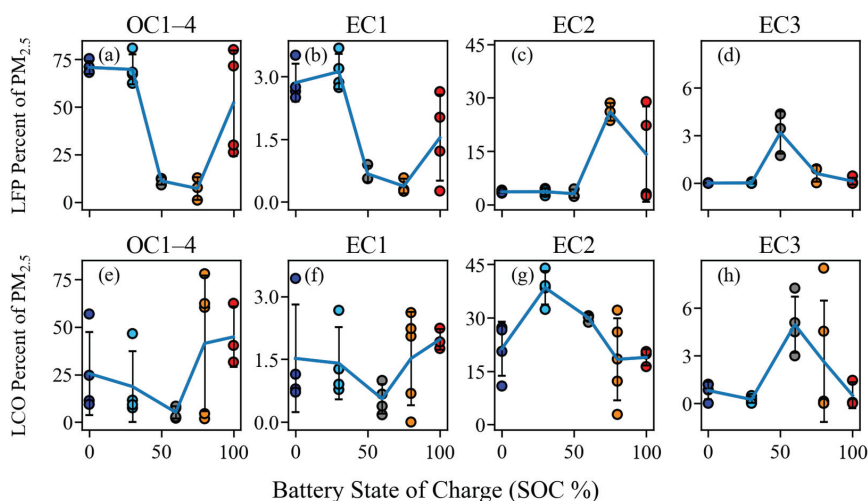 OC1–4 EC1 EC2 EC3
LFP Percent of PM2.5
(a) (b) (c) (d)
75 50 25 0
3.0 1.5 0.0
45 30 15 0
6 3 0
OC1–4 EC1 EC2 EC3
LCO Percent of PM2.5
(e) (f) (g) (h)
75 50 25 0
3.0 1.5 0.0
45 30 15 0
6 3 0
0 50 100 0 50 100 0 50 100 0 50 100
Battery State of Charge (SOC %)